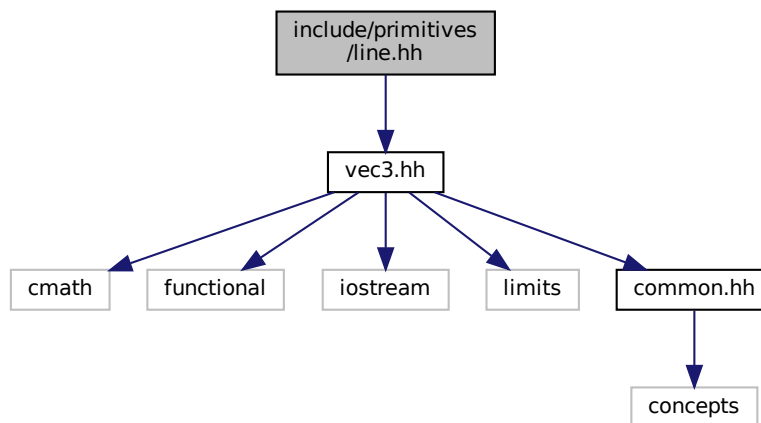 include/primitives
/line.hh
vec3.hh
cmath
functional
iostream
limits
common.hh
concepts